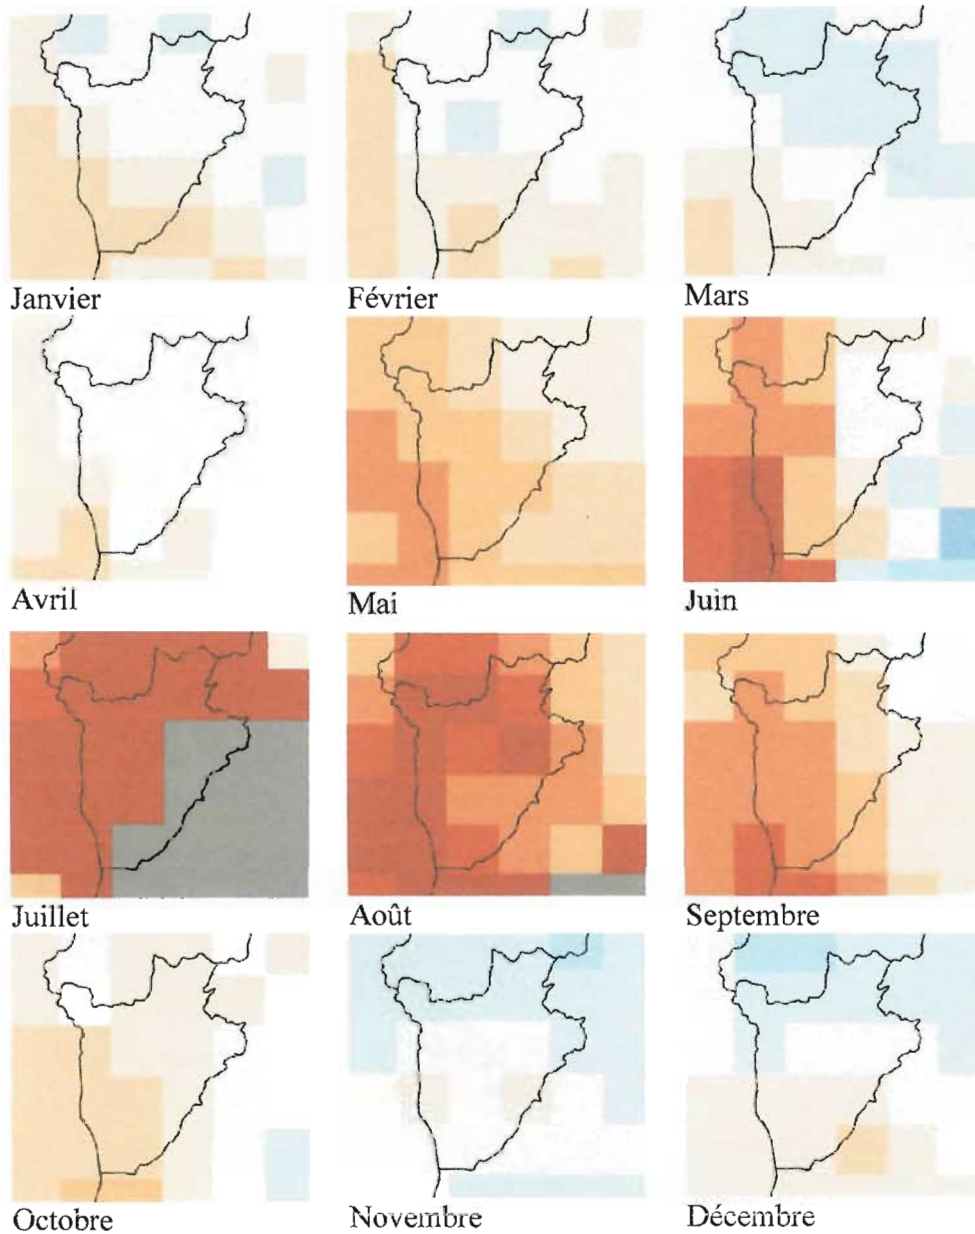 Janvier
Février
Mars
Avril
Mai
Juin
Juillet
Août
Septembre
Octobre
Novembre
Décembre